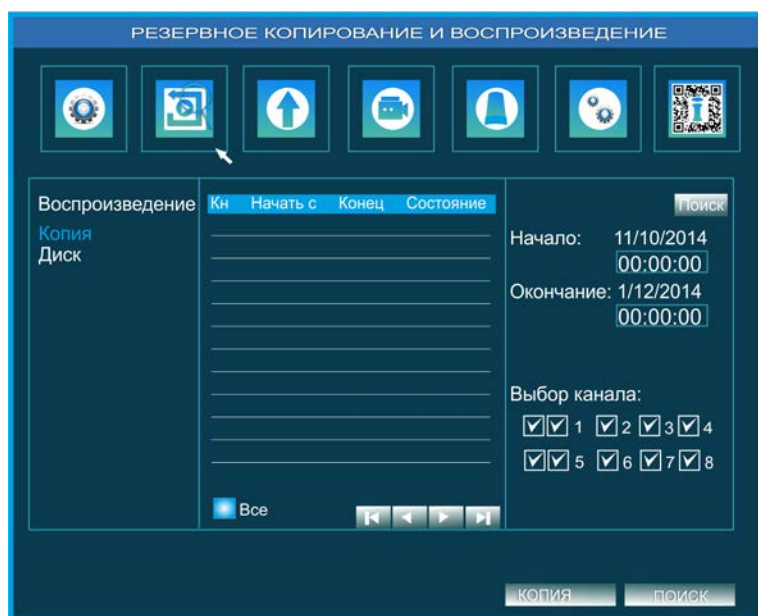 РЕЗЕРВНОЕ КОПИРОВАНИЕ И ВОСПРОИЗВЕДЕНИЕ
Воспроизведение
Копия
Диск
Кн Начать с Конец Состояние
Все
Поиск
Начало: 11/10/2014
00:00:00
Окончание: 1/12/2014
00:00:00
Выбор канала:
1 2 3 4
5 6 7 8
КОПИЯ ПОИСК